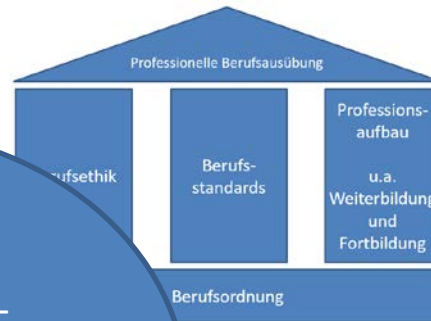 Professionelle Berufsausübung
Berufs-
standards
Professions-
aufbau
u.a.
Weiterbildung
und
Fortbildung
Berufsordnung